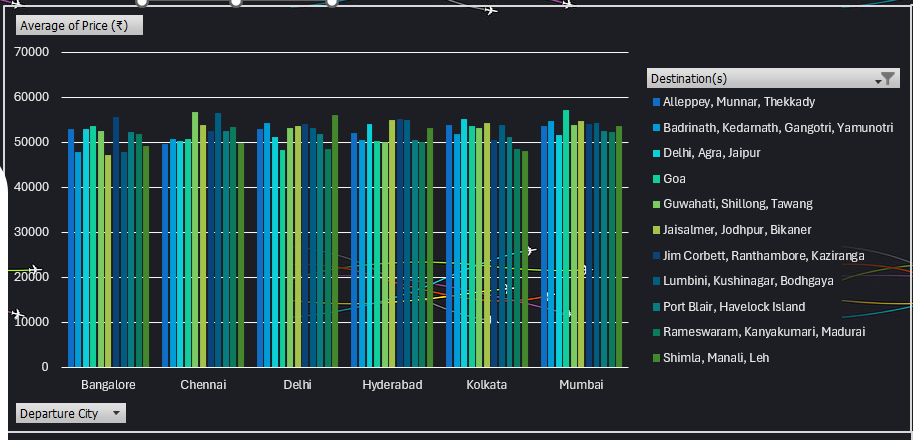 Average of Price (₹)
70000
60000
50000
40000
30000
20000
10000
0
Bangalore
Chennai
Delhi
Hyderabad
Kolkata
Mumbai
Departure City
Destination(s)
Alleppey, Munnar, Thekkady
Badrinath, Kedarnath, Gangotri, Yamunotri
Delhi, Agra, Jaipur
Goa
Guwahati, Shillong, Tawang
Jaisalmer, Jodhpur, Bikaner
Jim Corbett, Ranthambore, Kaziranga
Lumbini, Kushinagar, Bodhgaya
Port Blair, Havelock Island
Rameswaram, Kanyakumari, Madurai
Shimla, Manali, Leh